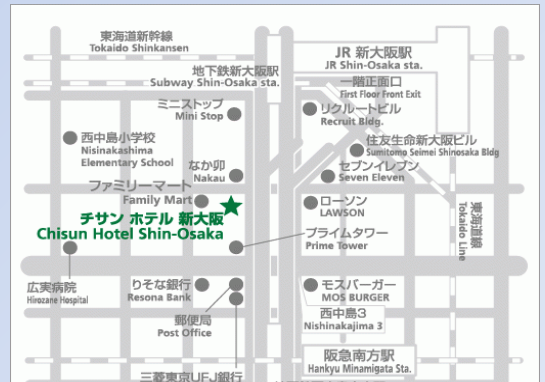 東海道新幹線
Tokaido Shinkansen
JR 新大阪駅
JR Shin-Osaka sta.
地下鉄新大阪駅
Subway Shin-Osaka sta.
一階正面口
First Floor Front Exit
ミニストップ
Mini Stop
リクルートビル
Recruit Bldg.
西中島小学校
Nisinakashima
Elementary School
住友生命新大阪ビル
Sumitomo Seimei Shinosaka Bldg
なか卯
Nakau
セブンイレブン
Seven Eleven
ファミリーマート
Family Mart
ローソン
LAWSON
東海道線
Tokaido Line
チサン ホテル 新大阪
Chisun Hotel Shin-Osaka
プライムタワー
Prime Tower
広実病院
Hirozane Hospital
りそな銀行
Resona Bank
モスバーガー
MOS BURGER
郵便局
Post Office
西中島3
Nishinakajima 3
阪急南方駅
Hankyu Minamigata Sta.
三菱東京UFJ銀行